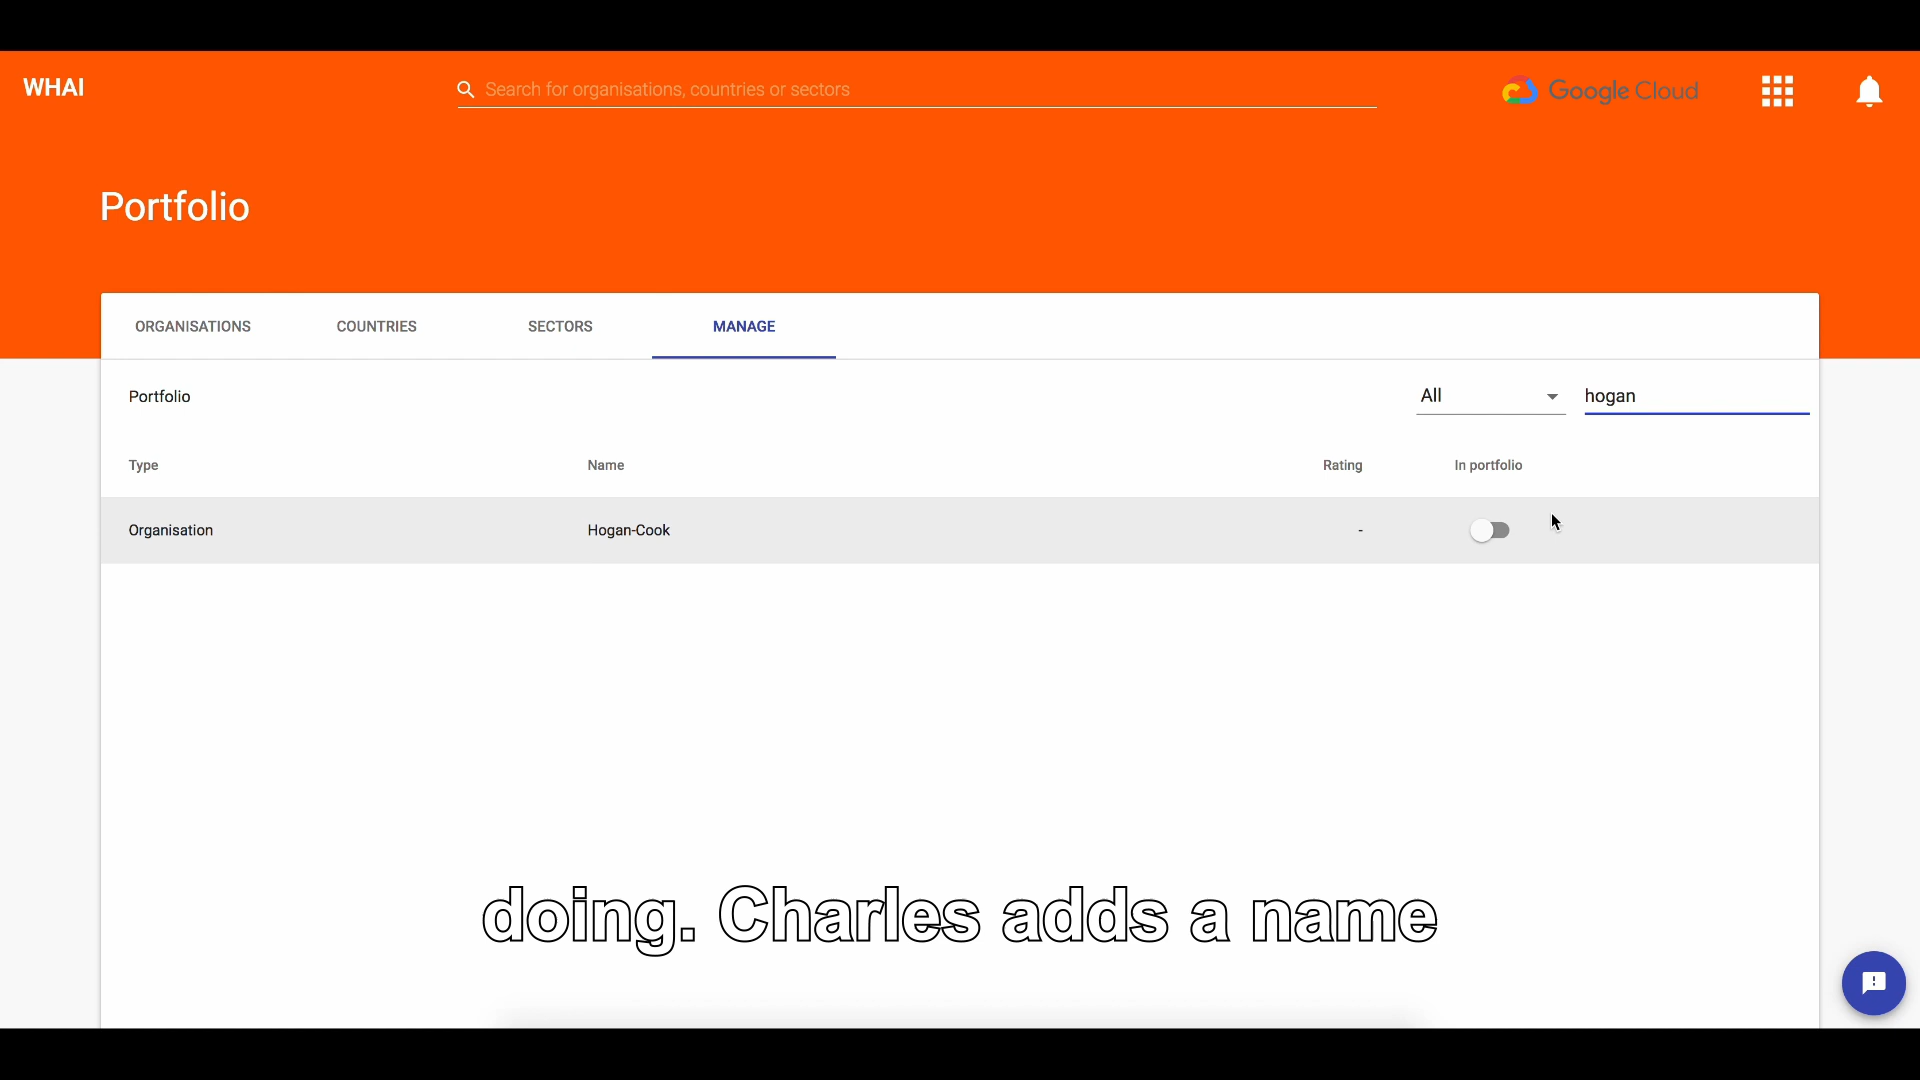 WHAI
Search for organisations, countries or sectors
Google Cloud
Portfolio
ORGANISATIONS COUNTRIES SECTORS MANAGE
Portfolio All hogan
Type Name Rating In portfolio
Organisation Hogan-Cook -
doing. Charles adds a name